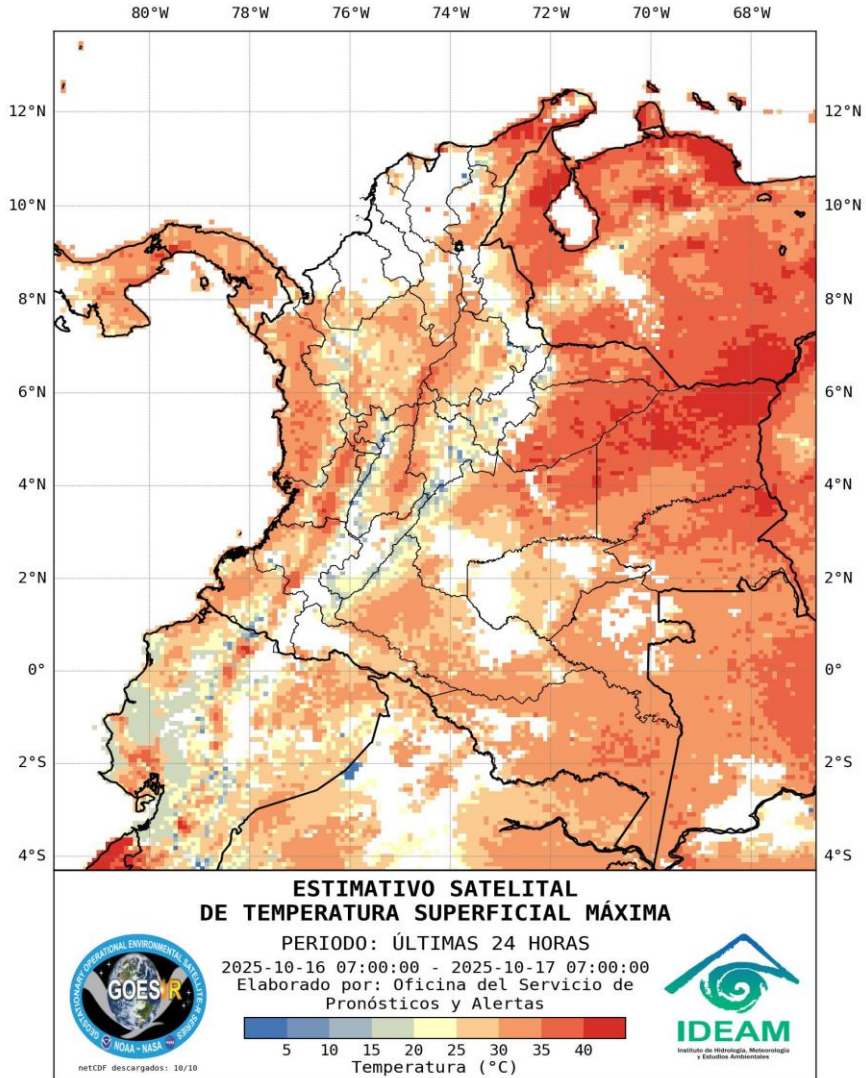 80°W 78°W 76°W 74°W 72°W 70°W 68°W
12°N 12°N
10°N 10°N
8°N 8°N
6°N 6°N
4°N 4°N
2°N 2°N
0° 0°
2°S 2°S
4°S 4°S
ESTIMATIVO SATELITAL
DE TEMPERATURA SUPERFICIAL MÁXIMA
PERIODO: ÚLTIMAS 24 HORAS
2025-10-16 07:00:00 - 2025-10-17 07:00:00
Elaborado por: Oficina del Servicio de
Pronósticos y Alertas
5 10 15 20 25 30 35 40
Temperatura (°C)
GEOSTATIONARY OPERATIONAL ENVIRONMENTAL SATELLITE-R SERIES
GOES R
NOAA - NASA
netCDF descargados: 10/10
IDEAM
Instituto de Hidrología, Meteorología
y Estudios Ambientales